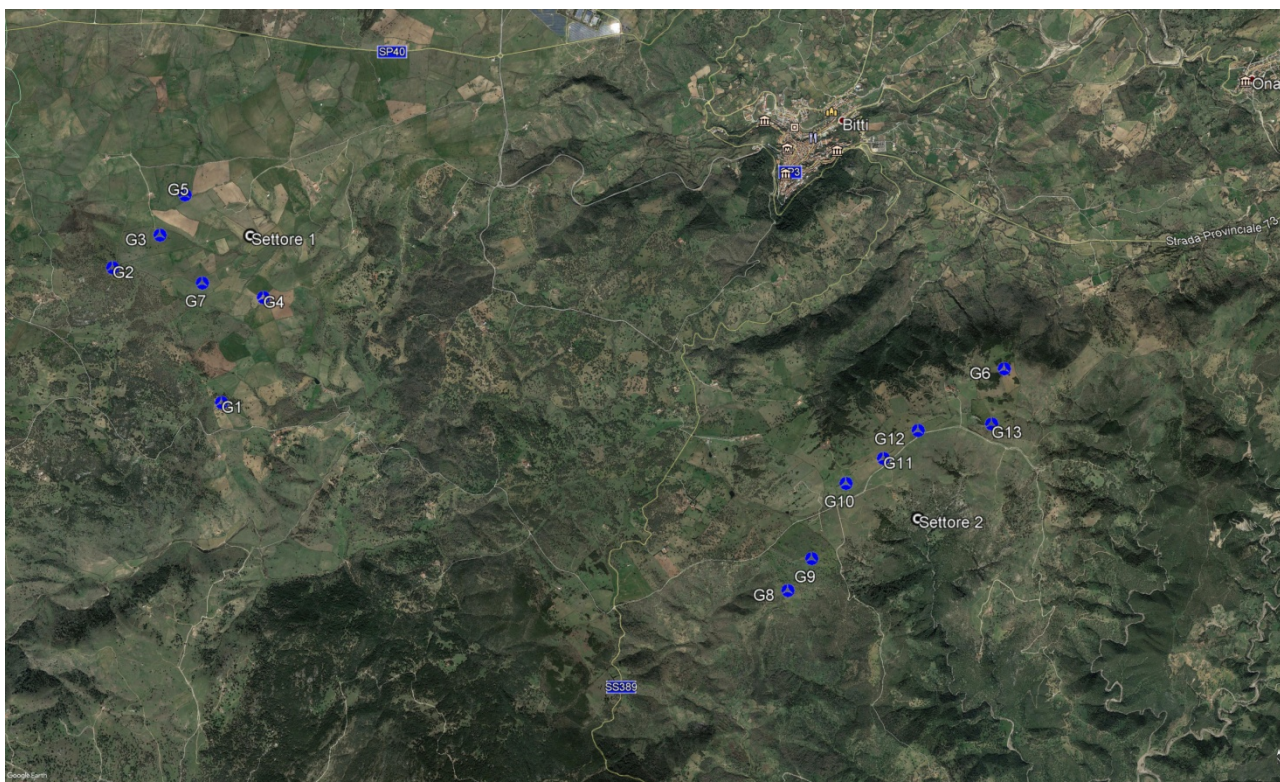 SP40
Bitti
Ona
SP3
G5
G3
Settore 1
G2
G7
G4
Strada Provinciale 73
G6
G1
G12
G13
G11
G10
Settore 2
G9
G8
SS389
Google Earth